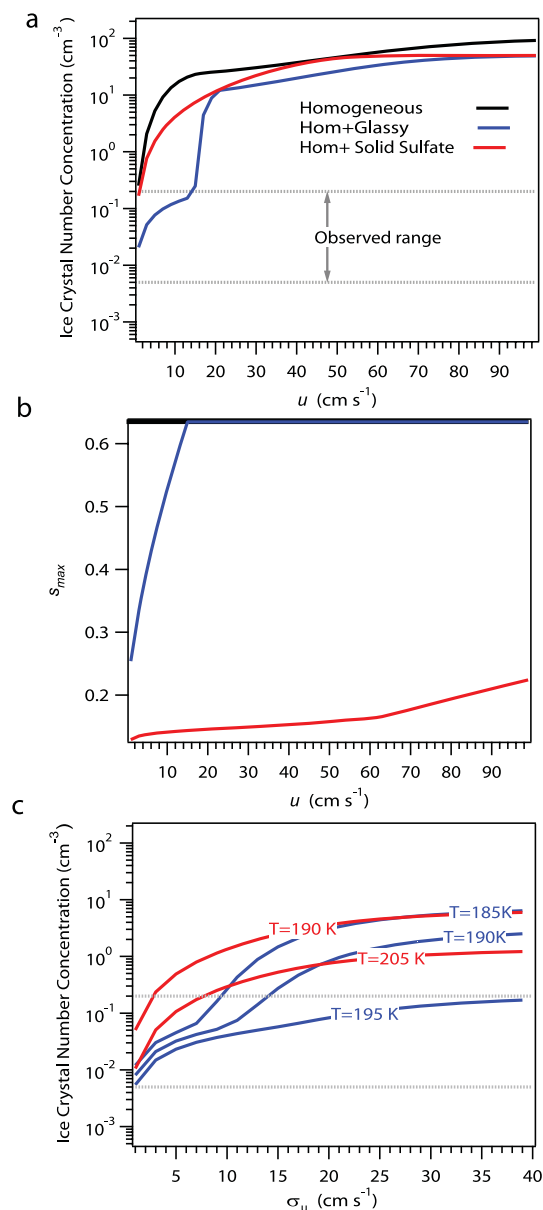 a
Ice Crystal Number Concentration (cm⁻³)
10²
10¹
10⁰
10⁻¹
10⁻²
10⁻³
Homogeneous
Hom+Glassy
Hom+ Solid Sulfate
Observed range
10 20 30 40 50 60 70 80 90
u (cm s⁻¹)
b
s_max
0.6
0.5
0.4
0.3
0.2
10 20 30 40 50 60 70 80 90
u (cm s⁻¹)
c
Ice Crystal Number Concentration (cm⁻³)
10²
10¹
10⁰
10⁻¹
10⁻²
10⁻³
T=190 K
T=185K
T=190K
T=205 K
T=195 K
5 10 15 20 25 30 35 40
σ_u (cm s⁻¹)